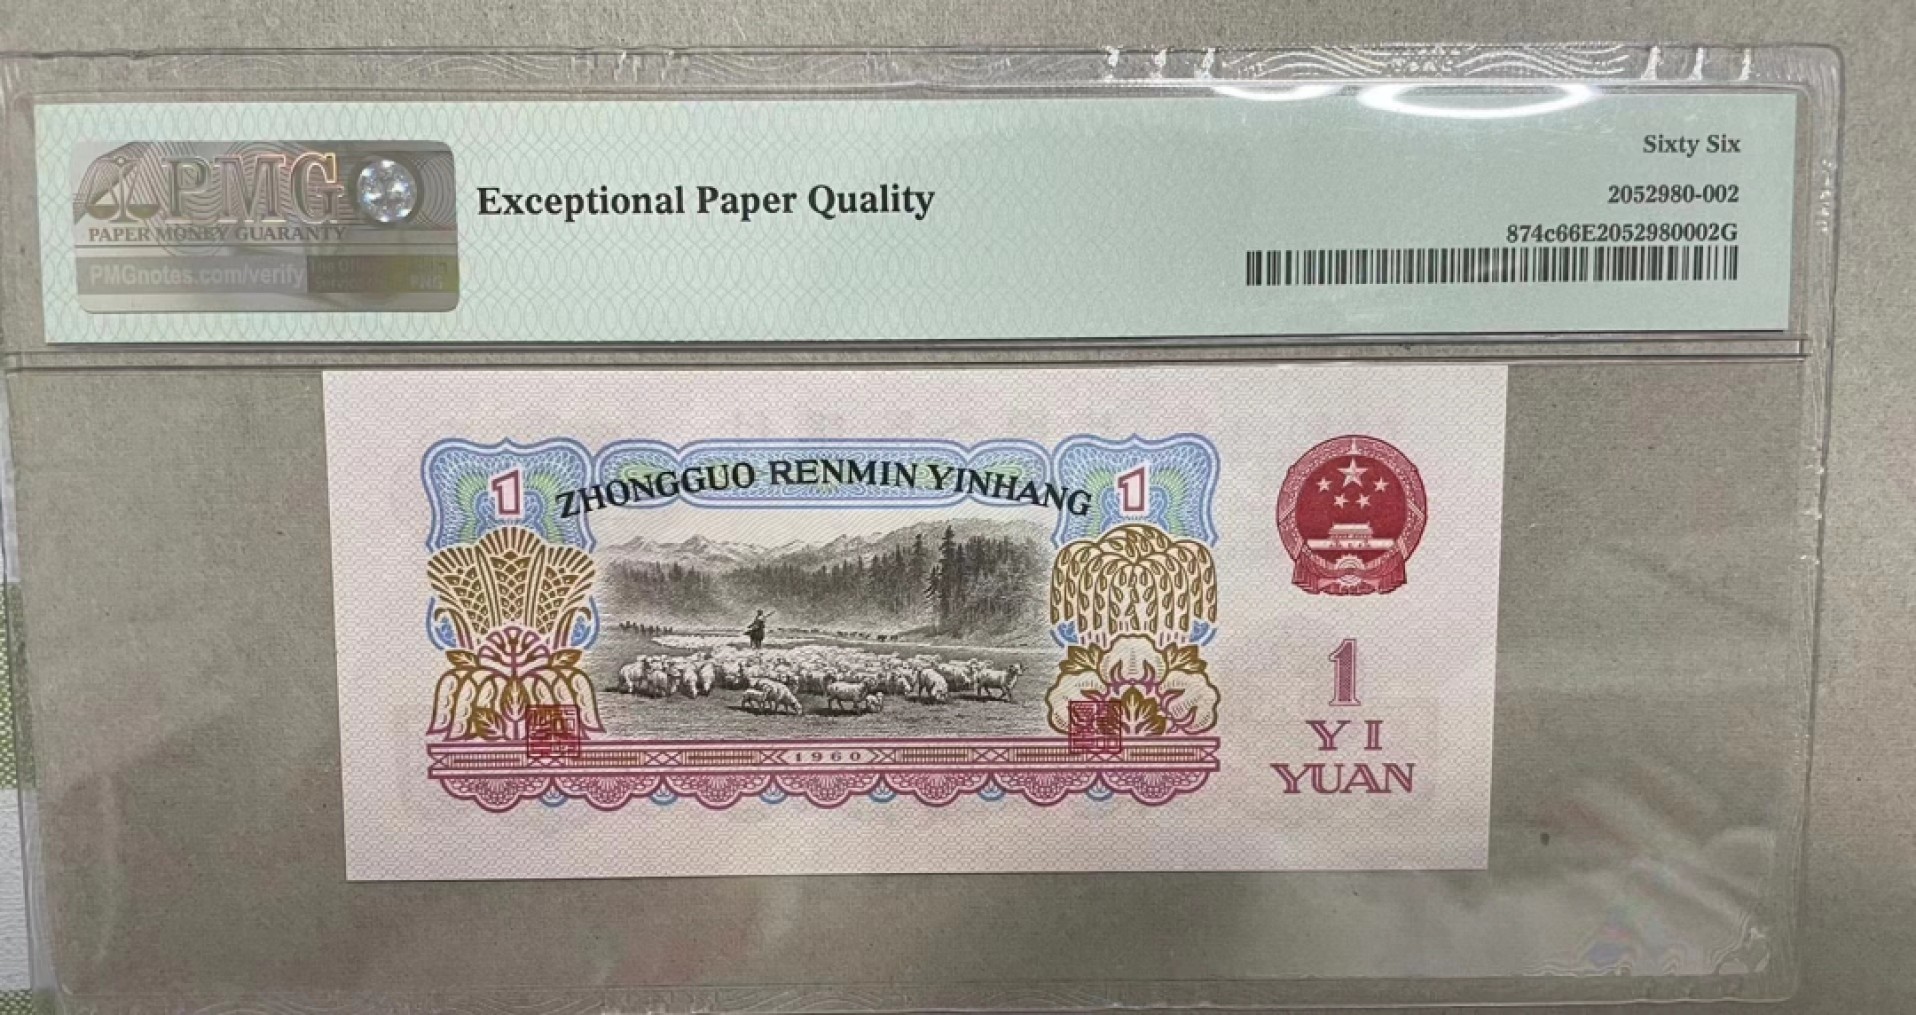 PMG
PAPER MONEY GUARANTY
PMGnotes.com/verify
Exceptional Paper Quality
Sixty Six
2052980-002
874c66E2052980002G
1
ZHONGGUO RENMIN YINHANG
1
1960
1
YI
YUAN